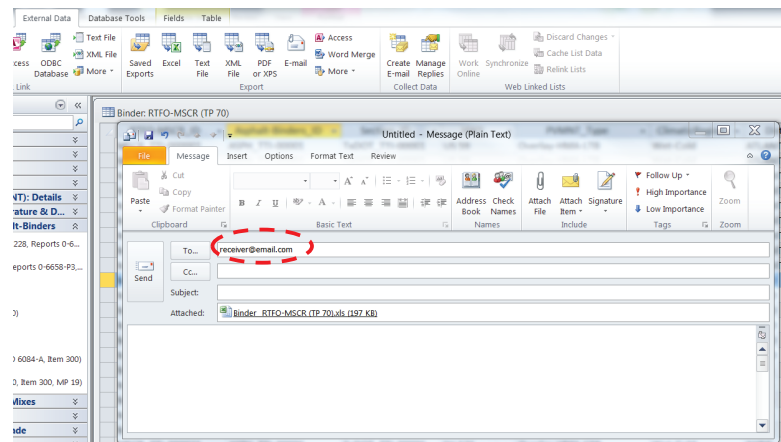 External Data Database Tools Fields Table
Text File
XML File
More
cess ODBC Database
Link
Saved Exports Excel Text File XML File PDF or XPS E-mail
Access
Word Merge
More
Export
Create E-mail Manage Replies
Collect Data
Work Online Synchronize
Discard Changes
Cache List Data
Relink Lists
Web Linked Lists
Binder: RTFO-MSCR (TP 70)
Untitled - Message (Plain Text)
File Message Insert Options Format Text Review
Paste
Cut
Copy
Format Painter
Clipboard
B I U A
Basic Text
Address Book Check Names
Names
Attach File Attach Item Signature
Include
Follow Up
High Importance
Low Importance
Tags
Zoom
Zoom
Send
To... receiver@email.com
Cc...
Subject:
Attached: Binder_RTFO-MSCR (TP 70).xls (197 KB)
NT): Details
rature & D...
lt-Binders
228, Reports 0-6...
eports 0-6658-P3,...
0)
6084-A, Item 300)
0, Item 300, MP 19)
Mixes
ade